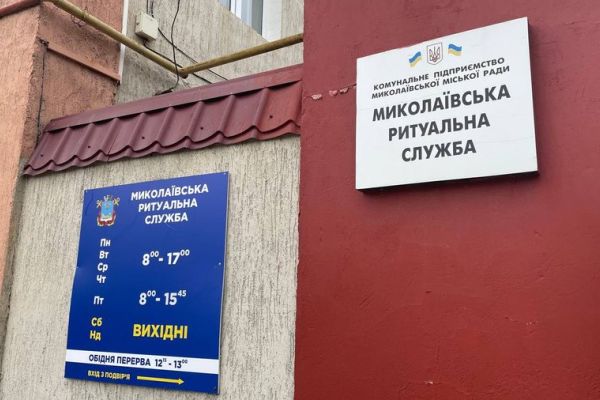 МИКОЛАЇВСЬКА
РИТУАЛЬНА
СЛУЖБА
Пн
Вт
Ср
Чт
8⁰⁰ - 17⁰⁰
Пт
8⁰⁰ - 15⁴⁵
Сб
Нд
ВИХІДНІ
ОБІДНЯ ПЕРЕРВА 12¹⁵ - 13⁰⁰
ВХІД З ПОДВІР'Я
КОМУНАЛЬНЕ ПІДПРИЄМСТВО
МИКОЛАЇВСЬКОЇ МІСЬКОЇ РАДИ
МИКОЛАЇВСЬКА
РИТУАЛЬНА
СЛУЖБА